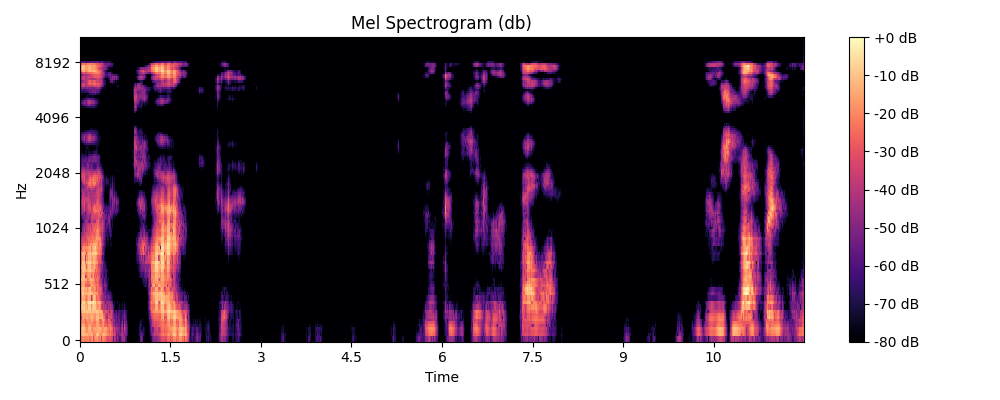 Mel Spectrogram (db)
8192
4096
2048
1024
512
0
Hz
0 1.5 3 4.5 6 7.5 9 10
Time
+0 dB
-10 dB
-20 dB
-30 dB
-40 dB
-50 dB
-60 dB
-70 dB
-80 dB